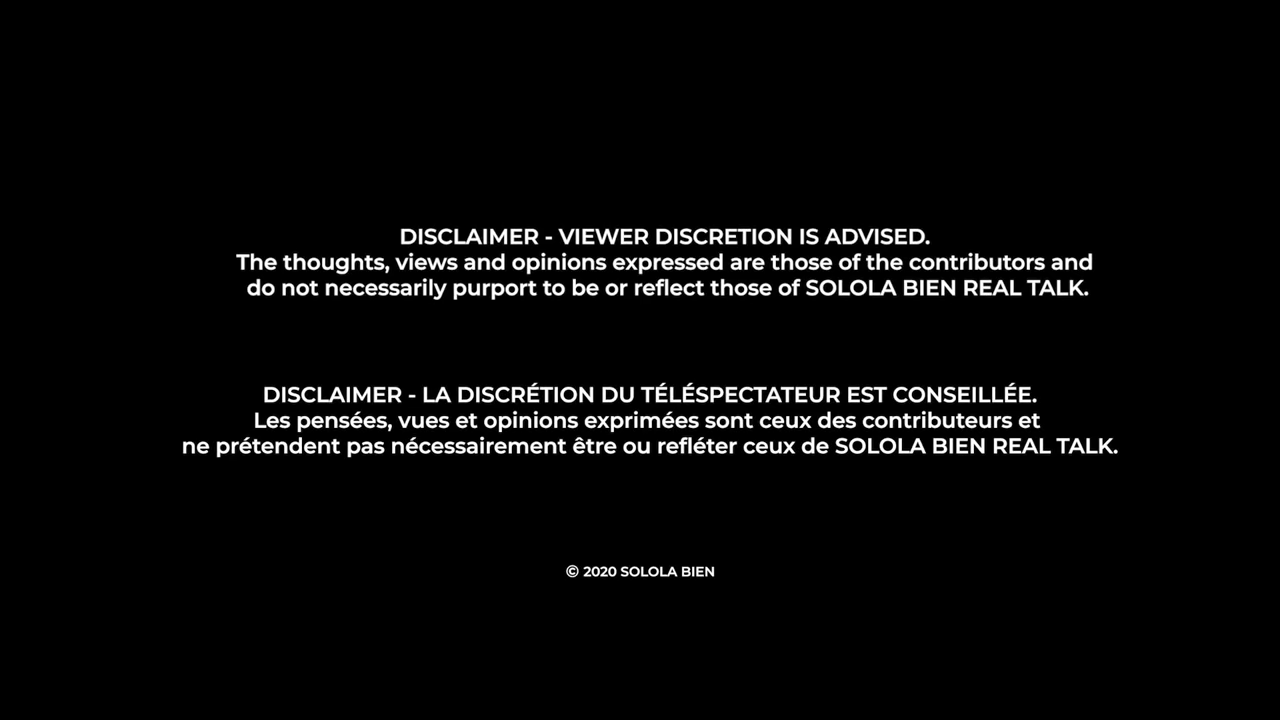 DISCLAIMER - VIEWER DISCRETION IS ADVISED.
The thoughts, views and opinions expressed are those of the contributors and
do not necessarily purport to be or reflect those of SOLOLA BIEN REAL TALK.
DISCLAIMER - LA DISCRÉTION DU TÉLÉSPECTATEUR EST CONSEILLÉE.
Les pensées, vues et opinions exprimées sont ceux des contributeurs et
ne prétendent pas nécessairement être ou refléter ceux de SOLOLA BIEN REAL TALK.
© 2020 SOLOLA BIEN